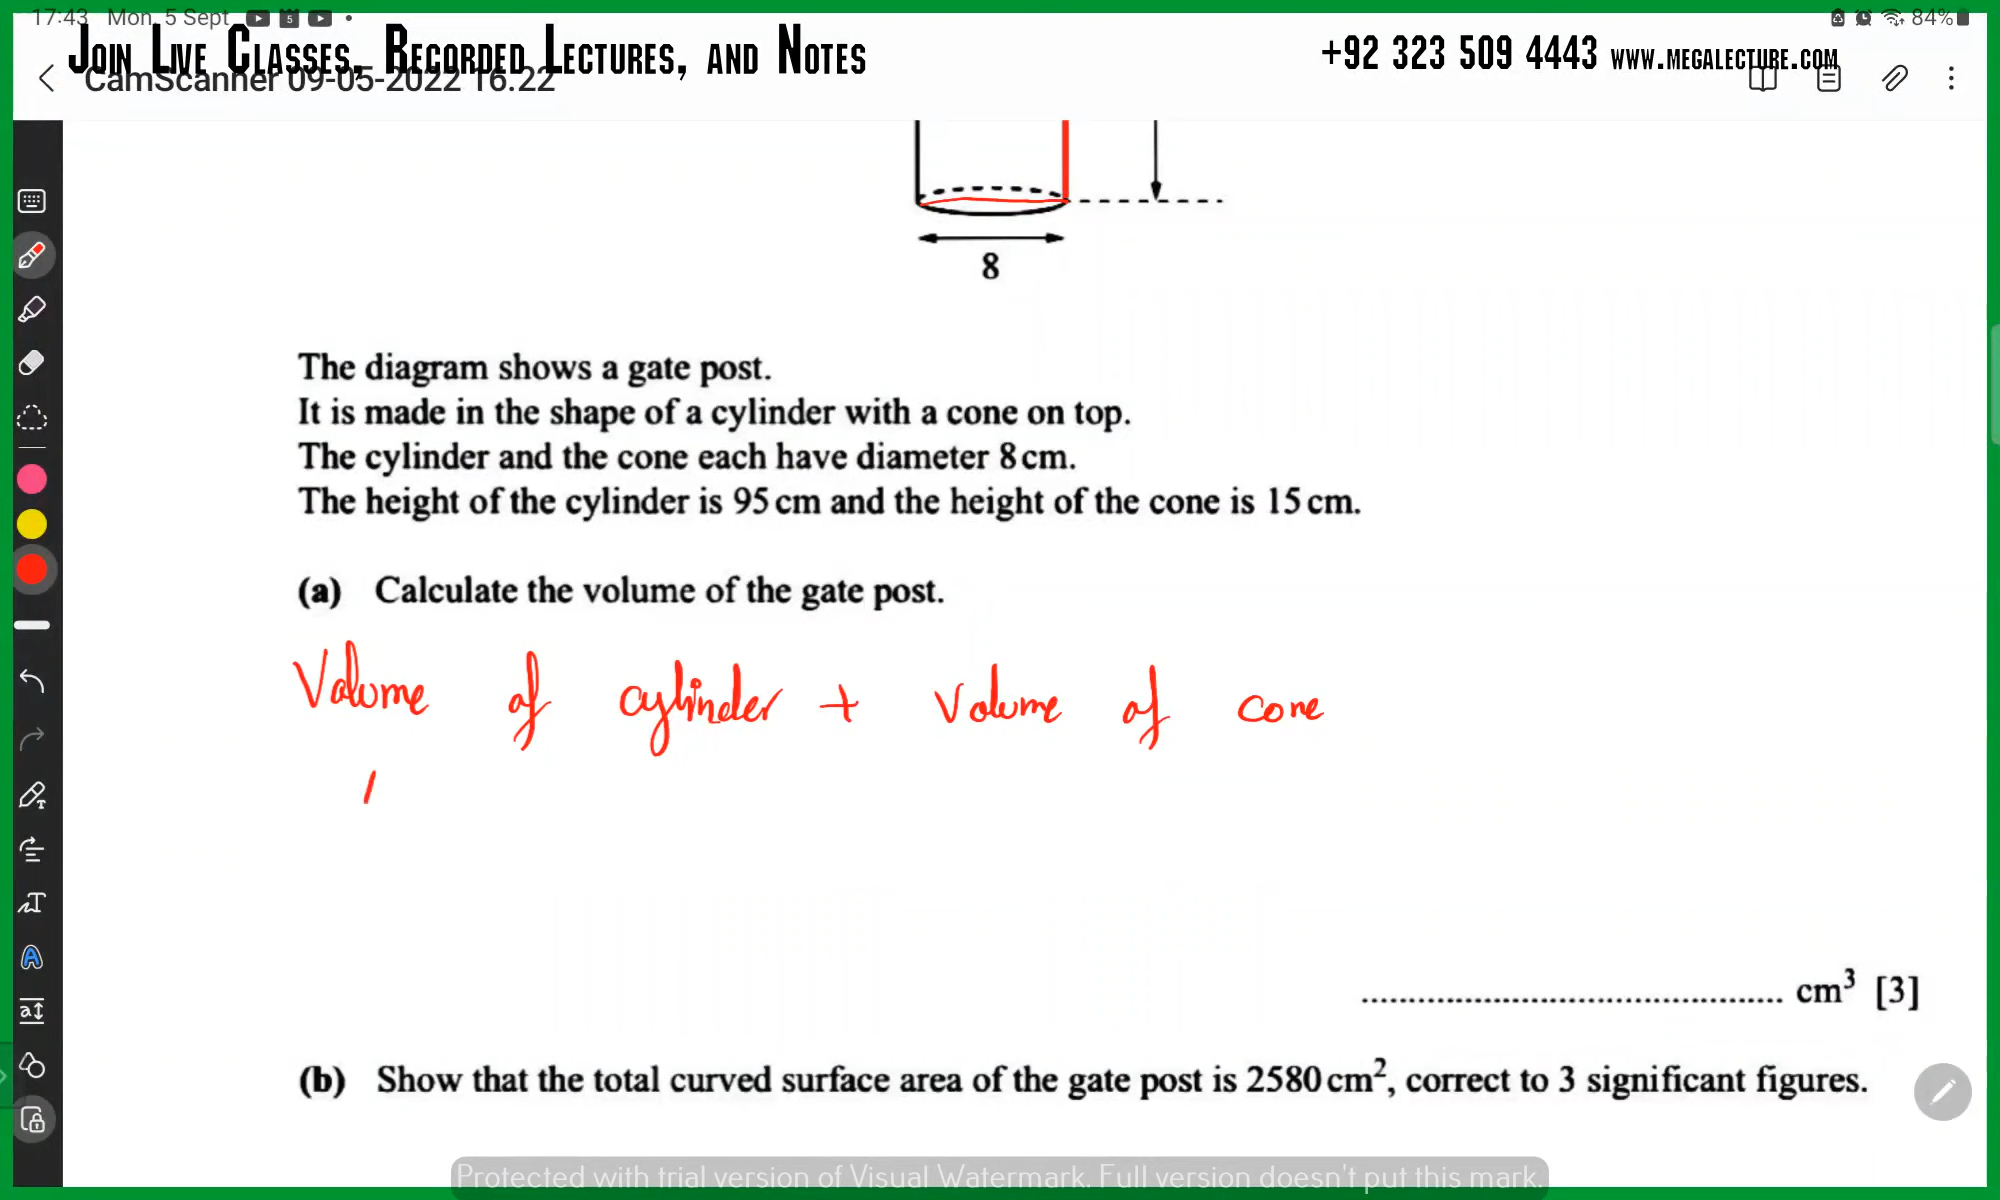 17:43 Mon, 5 Sept 5 84%
JOIN LIVE CLASSES, RECORDED LECTURES, AND NOTES
+92 323 509 4443 WWW.MEGALECTURE.COM
CamScanner 09-05-2022 16.22
8
The diagram shows a gate post.
It is made in the shape of a cylinder with a cone on top.
The cylinder and the cone each have diameter 8 cm.
The height of the cylinder is 95 cm and the height of the cone is 15 cm.
(a) Calculate the volume of the gate post.
Volume of cylinder + Volume of cone
.............................................. cm³ [3]
(b) Show that the total curved surface area of the gate post is 2580 cm², correct to 3 significant figures.
Protected with trial version of Visual Watermark. Full version doesn't put this mark.